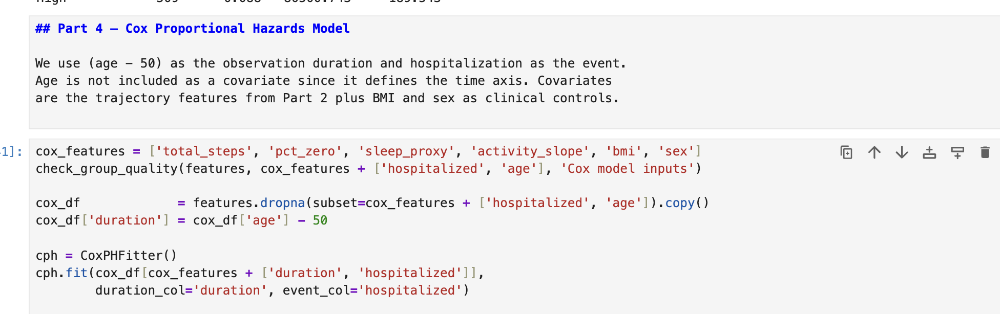 ## Part 4 — Cox Proportional Hazards Model
We use (age − 50) as the observation duration and hospitalization as the event.
Age is not included as a covariate since it defines the time axis. Covariates
are the trajectory features from Part 2 plus BMI and sex as clinical controls.
1]:
cox_features = ['total_steps', 'pct_zero', 'sleep_proxy', 'activity_slope', 'bmi', 'sex']
check_group_quality(features, cox_features + ['hospitalized', 'age'], 'Cox model inputs')
cox_df             = features.dropna(subset=cox_features + ['hospitalized', 'age']).copy()
cox_df['duration'] = cox_df['age'] - 50
cph = CoxPHFitter()
cph.fit(cox_df[cox_features + ['duration', 'hospitalized']],
        duration_col='duration', event_col='hospitalized')